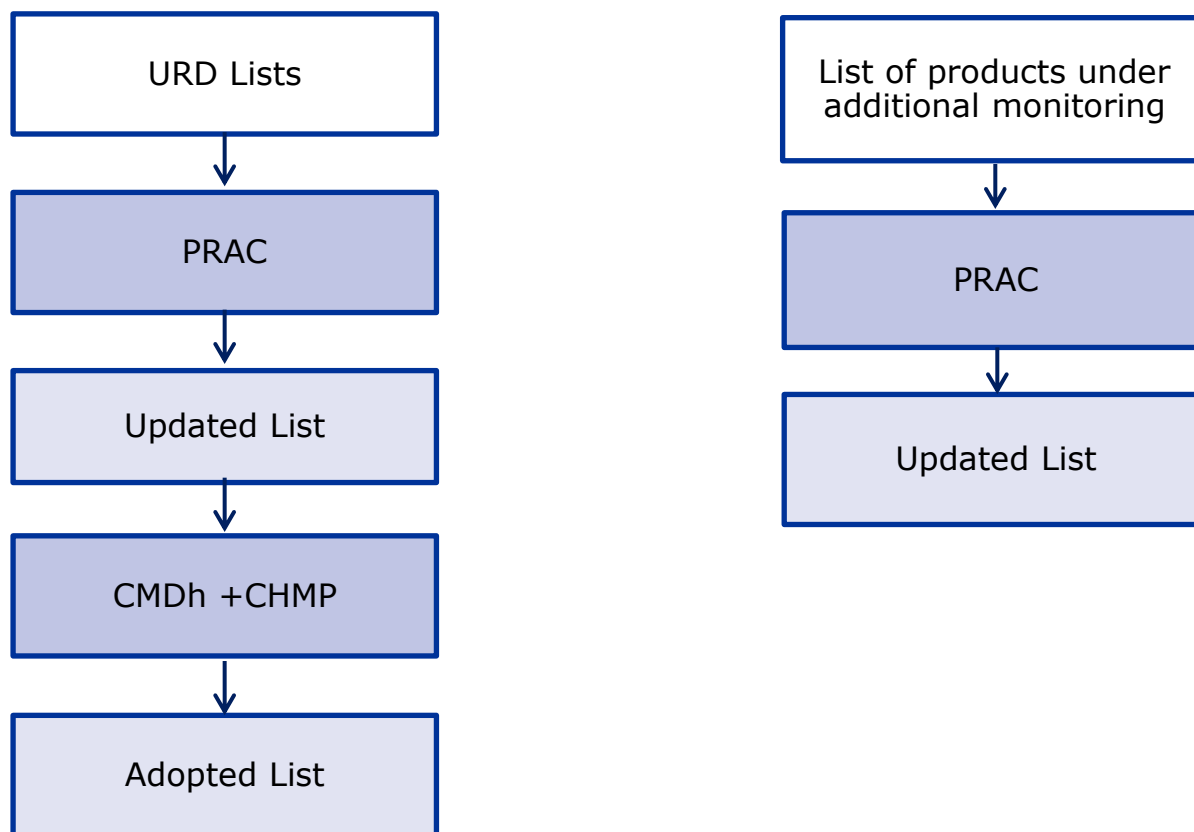 URD Lists
PRAC
Updated List
CMDh +CHMP
Adopted List
List of products under
additional monitoring
PRAC
Updated List